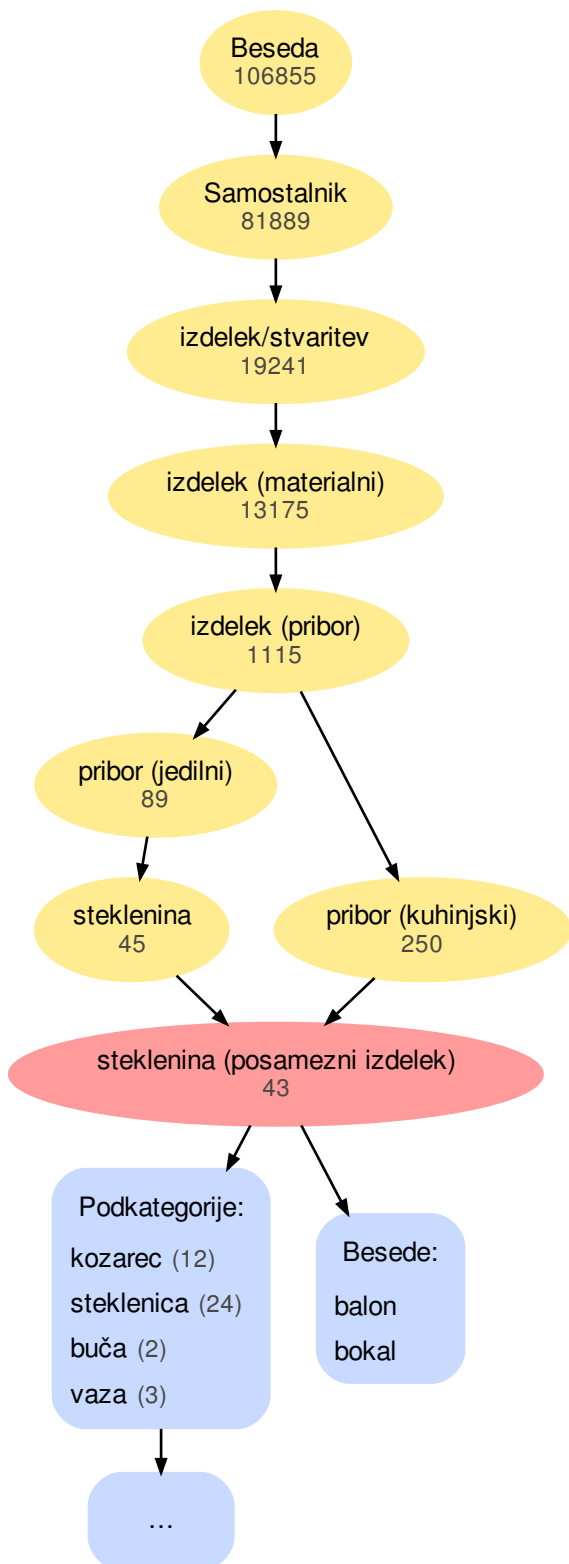 Beseda
106855
Samostalnik
81889
izdelek/stvaritev
19241
izdelek (materialni)
13175
izdelek (pribor)
1115
pribor (jedilni)
89
steklenina
45
pribor (kuhinjski)
250
steklenina (posamezni izdelek)
43
Podkategorije:
kozarec (12)
steklenica (24)
buča (2)
vaza (3)
Besede:
balon
bokal
…